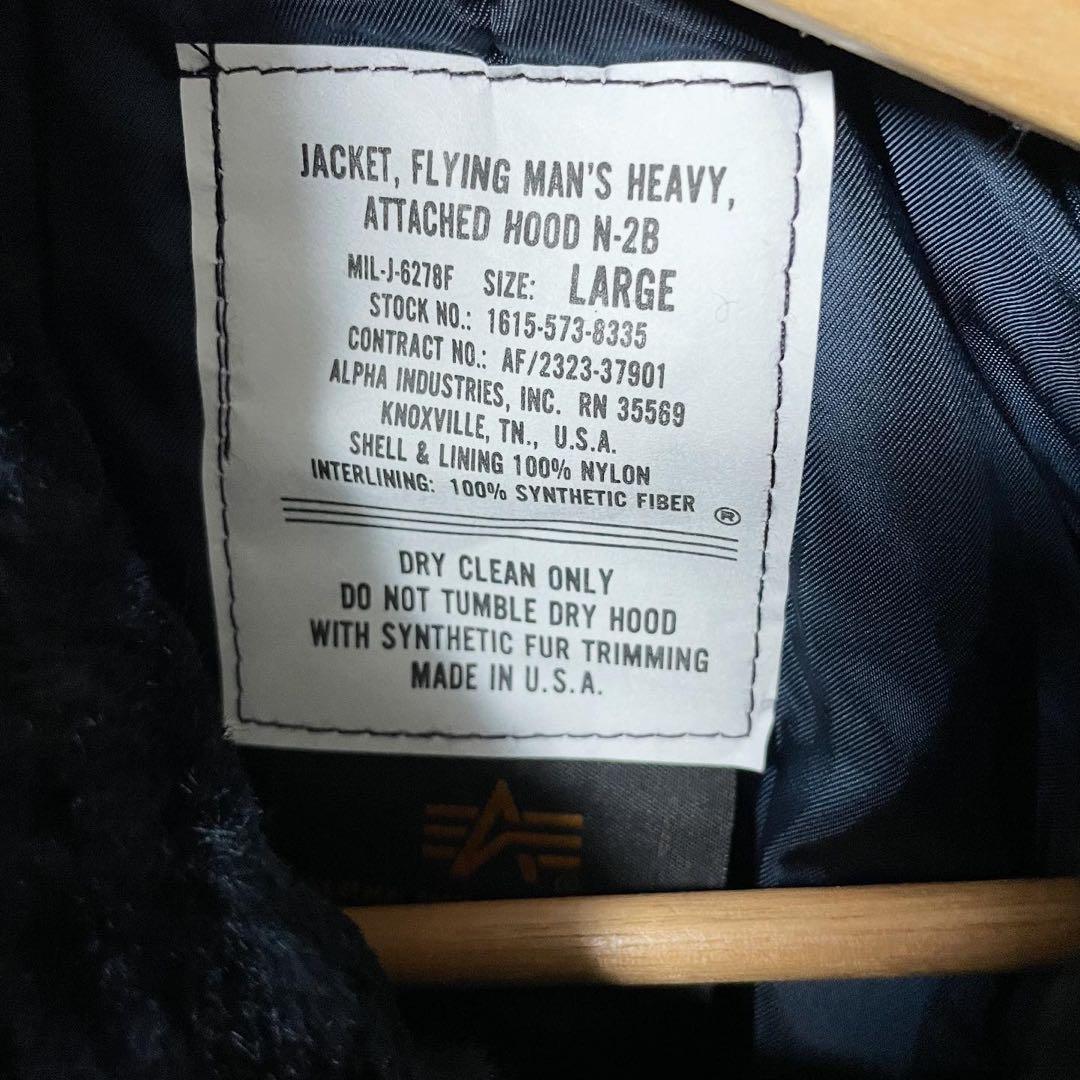 JACKET, FLYING MAN'S HEAVY,
ATTACHED HOOD N-2B
MIL-J-6278F SIZE: LARGE
STOCK NO.: 1615-573-8335
CONTRACT NO.: AF/2323-37901
ALPHA INDUSTRIES, INC. RN 35569
KNOXVILLE, TN., U.S.A.
SHELL & LINING 100% NYLON
INTERLINING: 100% SYNTHETIC FIBER ®
DRY CLEAN ONLY
DO NOT TUMBLE DRY HOOD
WITH SYNTHETIC FUR TRIMMING
MADE IN U.S.A.